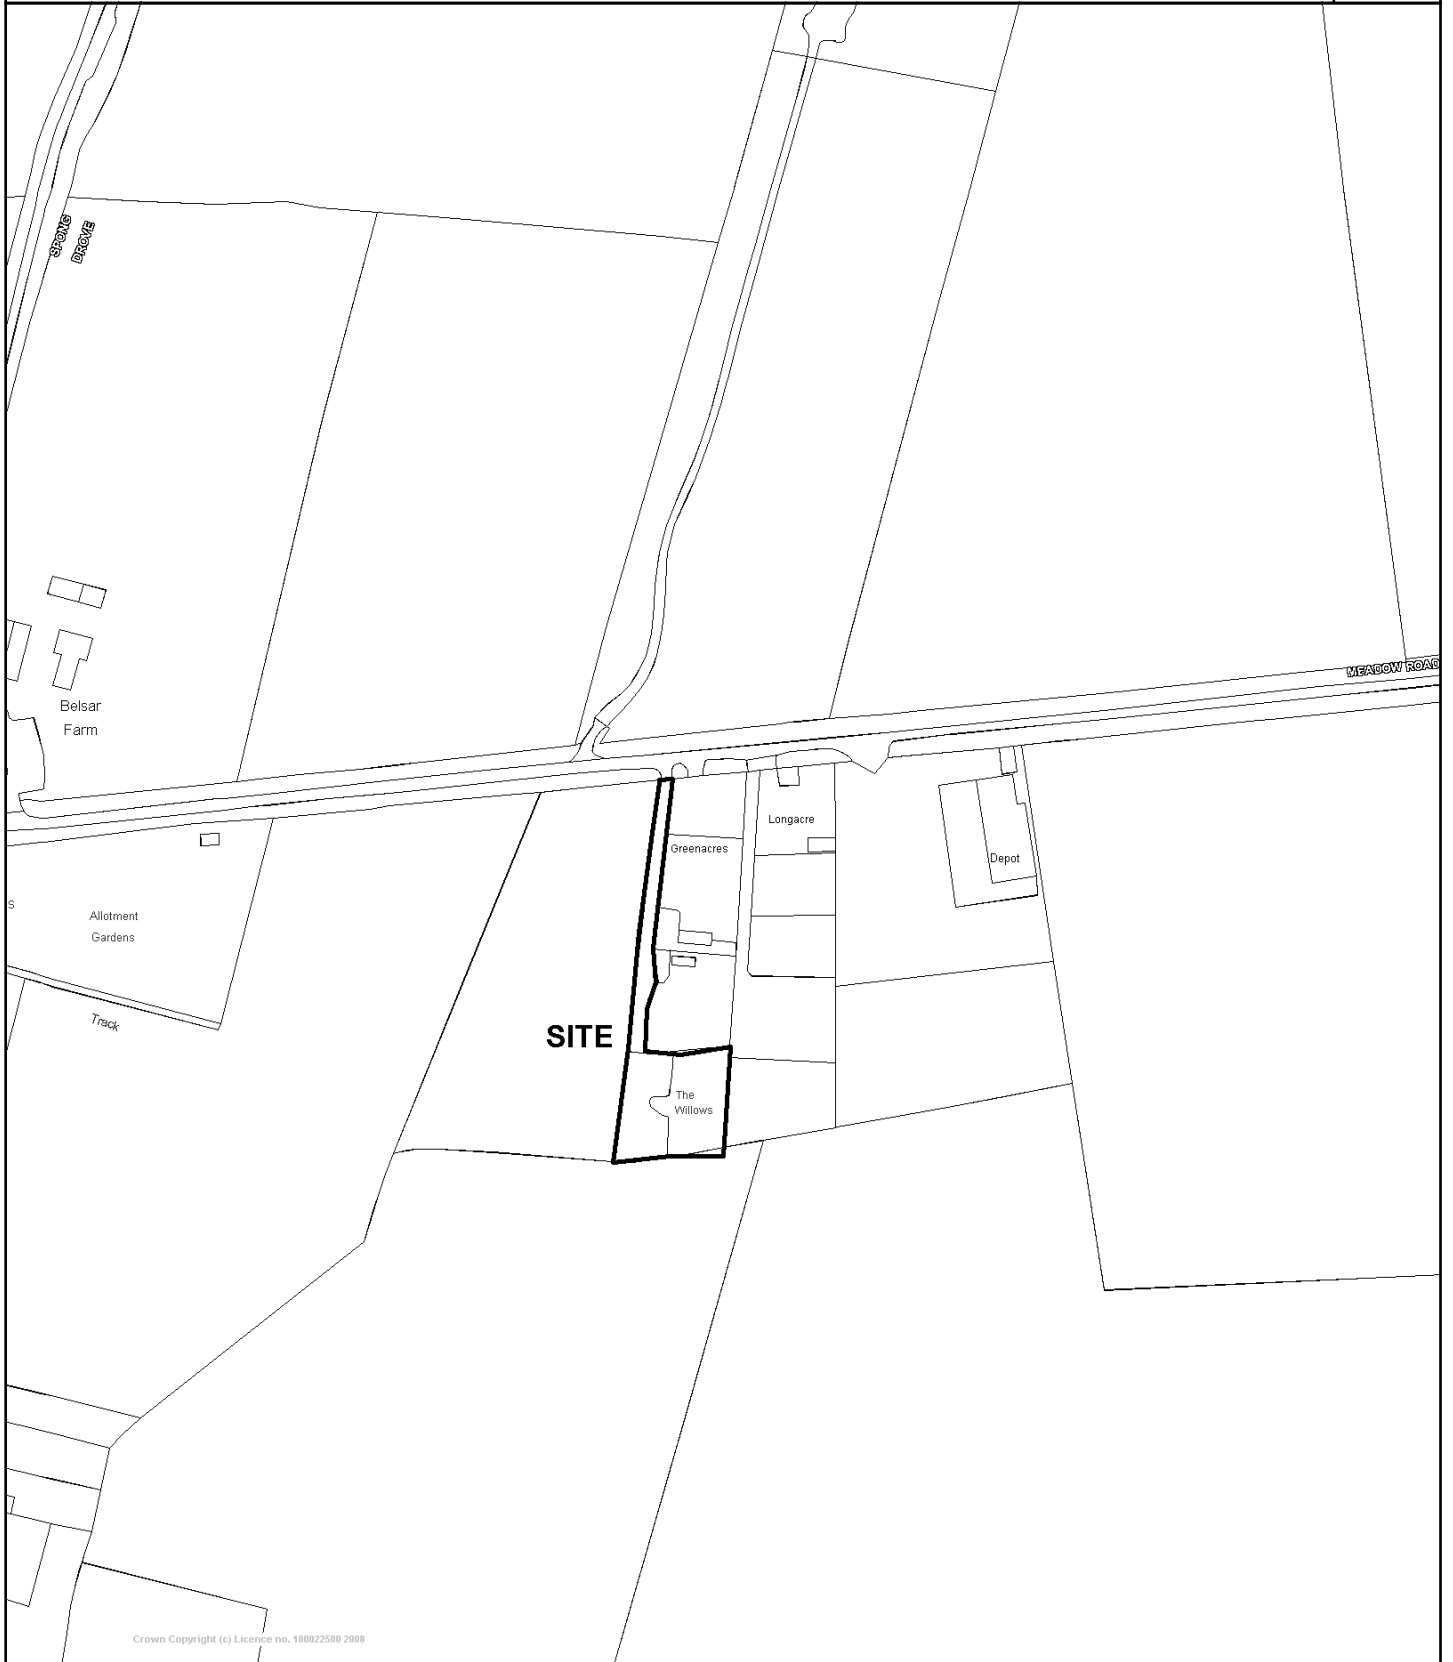 SPONG
DROVE
MEADOW ROAD
Belsar
Farm
Longacre
Greenacres
Depot
S
Allotment
Gardens
Track
SITE
The
Willows
Crown Copyright (c) Licence no. 100022500 2008